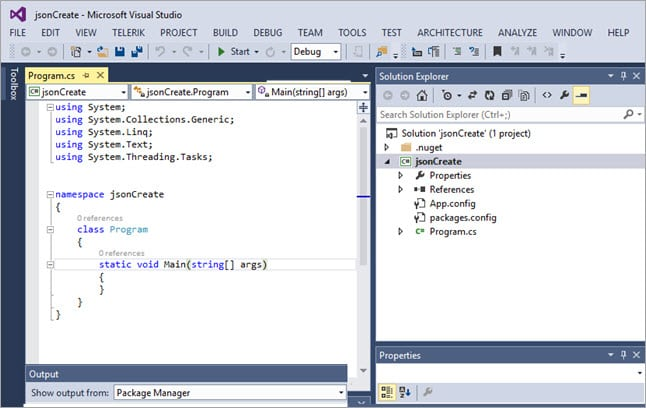 jsonCreate - Microsoft Visual Studio
FILE EDIT VIEW TELERIK PROJECT BUILD DEBUG TEAM TOOLS TEST ARCHITECTURE ANALYZE WINDOW HELP
Start Debug
Toolbox
Program.cs
jsonCreate jsonCreate.Program Main(string[] args)
using System;
using System.Collections.Generic;
using System.Linq;
using System.Text;
using System.Threading.Tasks;
namespace jsonCreate
{
0 references
class Program
{
0 references
static void Main(string[] args)
{
}
}
}
Output
Show output from: Package Manager
Solution Explorer
Search Solution Explorer (Ctrl+;)
Solution 'jsonCreate' (1 project)
.nuget
jsonCreate
Properties
References
App.config
packages.config
C# Program.cs
Properties